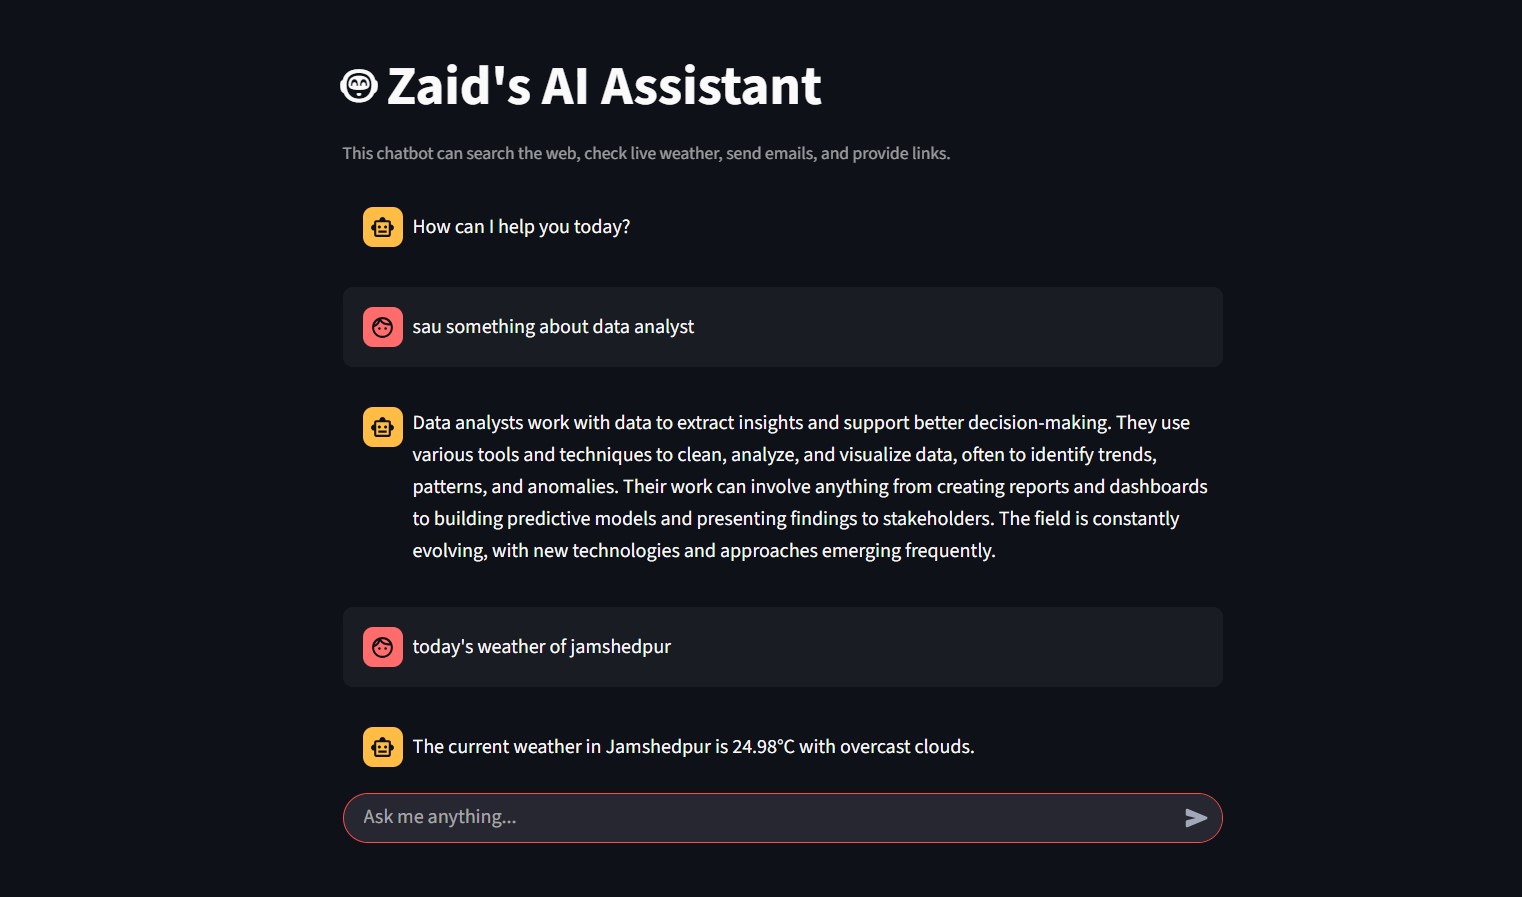 Zaid's AI Assistant
This chatbot can search the web, check live weather, send emails, and provide links.
How can I help you today?
sau something about data analyst
Data analysts work with data to extract insights and support better decision-making. They use
various tools and techniques to clean, analyze, and visualize data, often to identify trends,
patterns, and anomalies. Their work can involve anything from creating reports and dashboards
to building predictive models and presenting findings to stakeholders. The field is constantly
evolving, with new technologies and approaches emerging frequently.
today's weather of jamshedpur
The current weather in Jamshedpur is 24.98°C with overcast clouds.
Ask me anything...